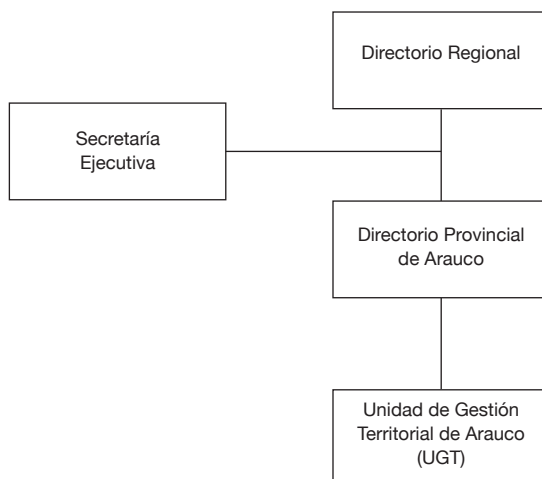 Directorio Regional
Secretaría
Ejecutiva
Directorio Provincial
de Arauco
Unidad de Gestión
Territorial de Arauco
(UGT)